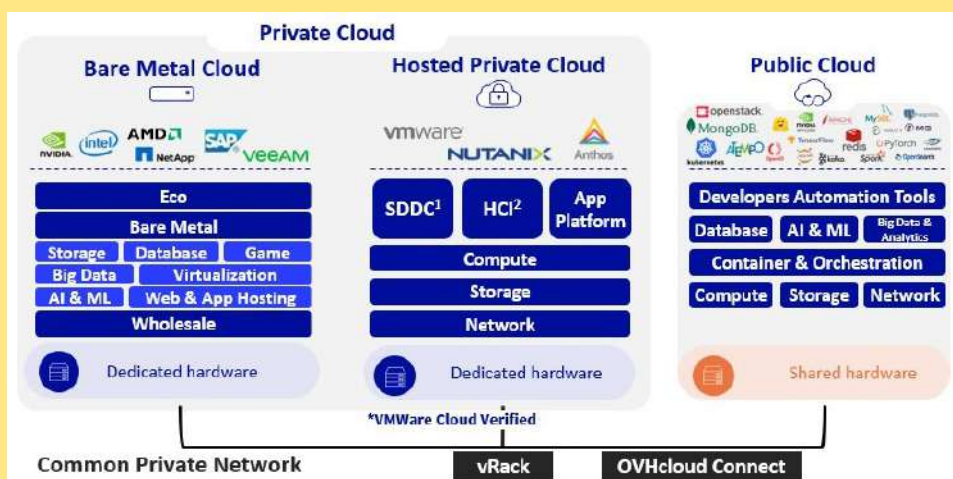 Private Cloud
Bare Metal Cloud
Hosted Private Cloud
Public Cloud
NVIDIA
intel
AMD
NetApp
SAP
veeAM
vmware
NUTANIX
Anthos
openstack.
MongoDB.
MySQL
kubernetes
TensorFlow
redis
PyTorch
kafka
Spark
OpenSearch
Eco
Bare Metal
Storage Database Game
Big Data Virtualization
AI & ML Web & App Hosting
Wholesale
Dedicated hardware
SDDC¹ HCI² App Platform
Compute
Storage
Network
Dedicated hardware
*VMWare Cloud Verified
Developers Automation Tools
Database AI & ML Big Data & Analytics
Container & Orchestration
Compute Storage Network
Shared hardware
Common Private Network
vRack
OVHcloud Connect